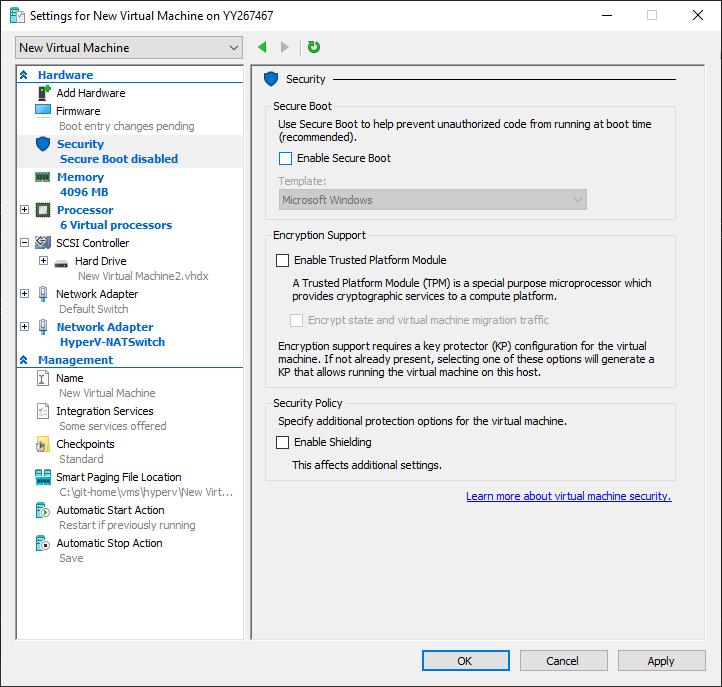 Settings for New Virtual Machine on YY267467
New Virtual Machine
Hardware
Add Hardware
Firmware
Boot entry changes pending
Security
Secure Boot disabled
Memory
4096 MB
Processor
6 Virtual processors
SCSI Controller
Hard Drive
New Virtual Machine2.vhdx
Network Adapter
Default Switch
Network Adapter
HyperV-NATSwitch
Management
Name
New Virtual Machine
Integration Services
Some services offered
Checkpoints
Standard
Smart Paging File Location
C:\git-home\vms\hyperv\New Virt...
Automatic Start Action
Restart if previously running
Automatic Stop Action
Save
Security
Secure Boot
Use Secure Boot to help prevent unauthorized code from running at boot time
(recommended).
Enable Secure Boot
Template:
Microsoft Windows
Encryption Support
Enable Trusted Platform Module
A Trusted Platform Module (TPM) is a special purpose microprocessor which
provides cryptographic services to a compute platform.
Encrypt state and virtual machine migration traffic
Encryption support requires a key protector (KP) configuration for the virtual
machine. If not already present, selecting one of these options will generate a
KP that allows running the virtual machine on this host.
Security Policy
Specify additional protection options for the virtual machine.
Enable Shielding
This affects additional settings.
Learn more about virtual machine security.
OK
Cancel
Apply